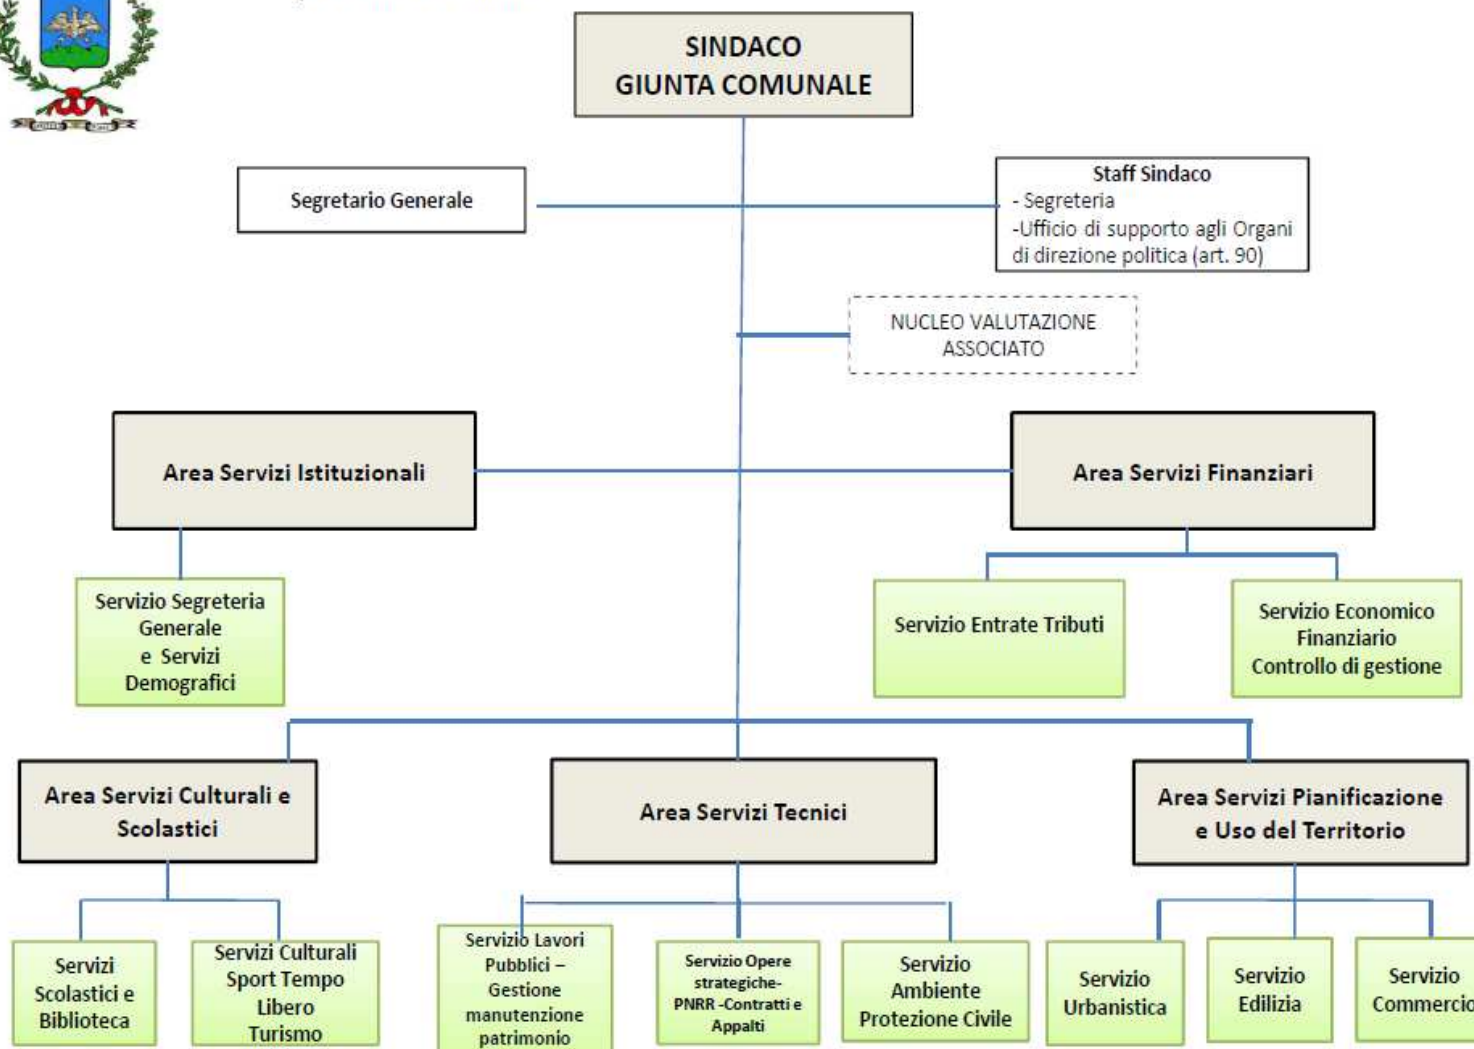 SINDACO
GIUNTA COMUNALE
Segretario Generale
Staff Sindaco
- Segreteria
-Ufficio di supporto agli Organi
di direzione politica (art. 90)
NUCLEO VALUTAZIONE
ASSOCIATO
Area Servizi Istituzionali
Area Servizi Finanziari
Servizio Segreteria
Generale
e Servizi
Demografici
Servizio Entrate Tributi
Servizio Economico
Finanziario
Controllo di gestione
Area Servizi Culturali e
Scolastici
Area Servizi Tecnici
Area Servizi Pianificazione
e Uso del Territorio
Servizi
Scolastici e
Biblioteca
Servizi Culturali
Sport Tempo
Libero
Turismo
Servizio Lavori
Pubblici –
Gestione
manutenzione
patrimonio
Servizio Opere
strategiche-
PNRR -Contratti e
Appalti
Servizio
Ambiente
Protezione Civile
Servizio
Urbanistica
Servizio
Edilizia
Servizio
Commercio